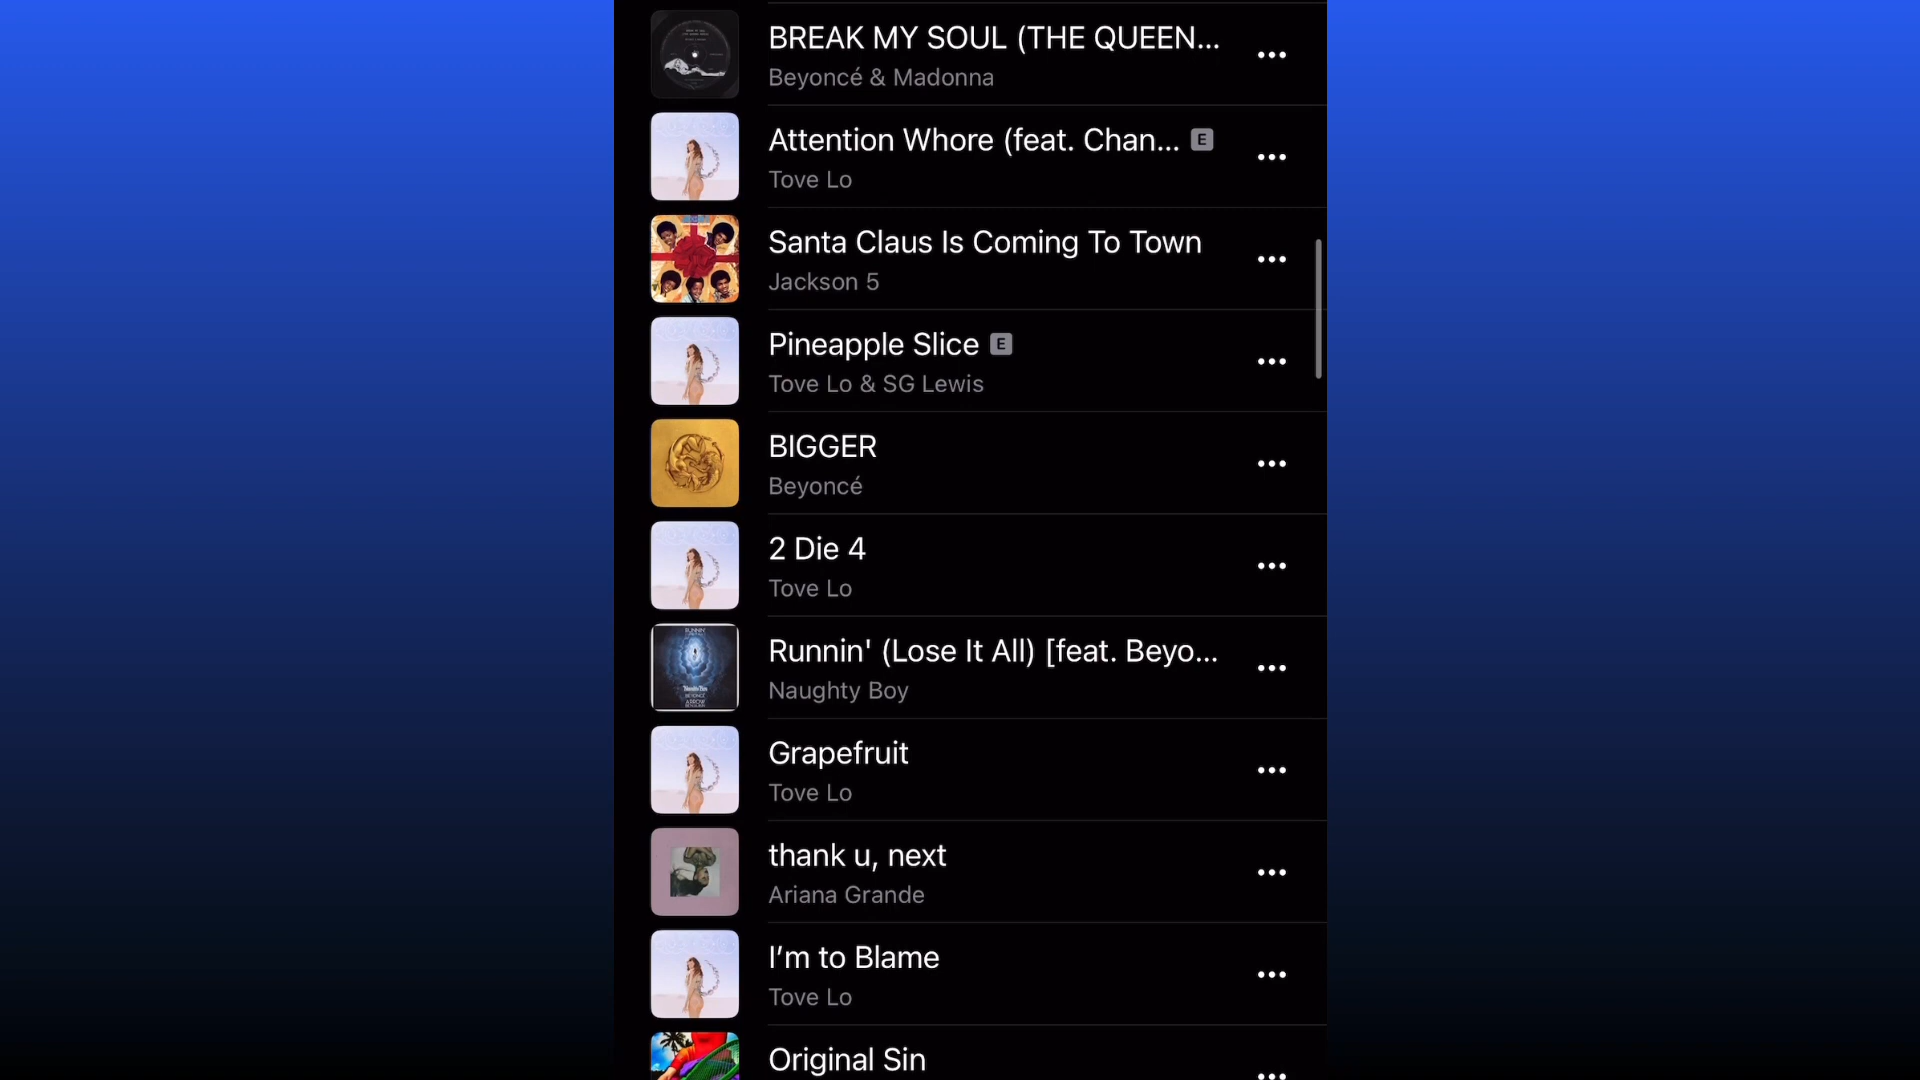 BREAK MY SOUL (THE QUEEN...
Beyoncé & Madonna
Attention Whore (feat. Chan... E
Tove Lo
Santa Claus Is Coming To Town
Jackson 5
Pineapple Slice E
Tove Lo & SG Lewis
BIGGER
Beyoncé
2 Die 4
Tove Lo
Runnin' (Lose It All) [feat. Beyo...
Naughty Boy
Grapefruit
Tove Lo
thank u, next
Ariana Grande
I’m to Blame
Tove Lo
Original Sin